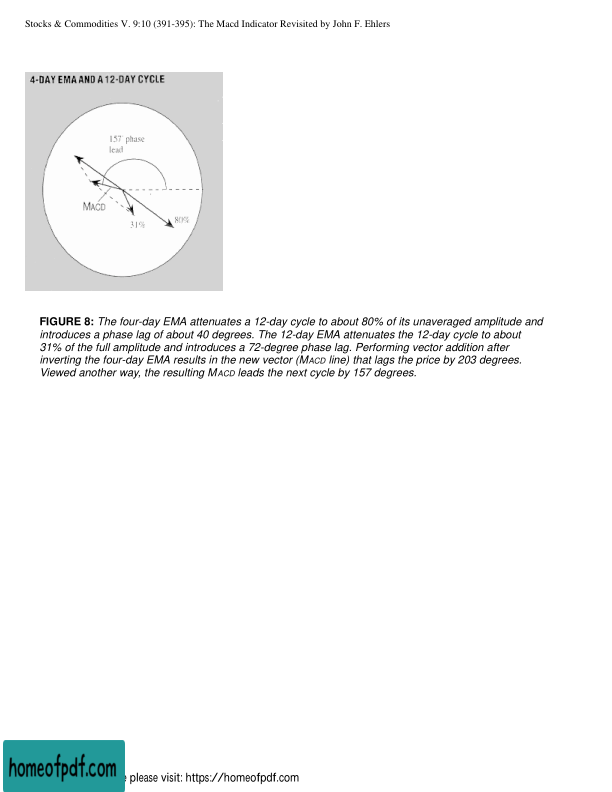 Stocks & Commodities V. 9:10 (391-395): The Macd Indicator Revisited by John F. Ehlers
4-DAY EMA AND A 12-DAY CYCLE
157 phase
lead
MACD
31%
80%
FIGURE 8: The four-day EMA attenuates a 12-day cycle to about 80% of its unaveraged amplitude and
introduces a phase lag of about 40 degrees. The 12-day EMA attenuates the 12-day cycle to about
31% of the full amplitude and introduces a 72-degree phase lag. Performing vector addition after
inverting the four-day EMA results in the new vector (MACD line) that lags the price by 203 degrees.
Viewed another way, the resulting MACD leads the next cycle by 157 degrees.
homeofpdf.com
please visit: https://homeofpdf.com